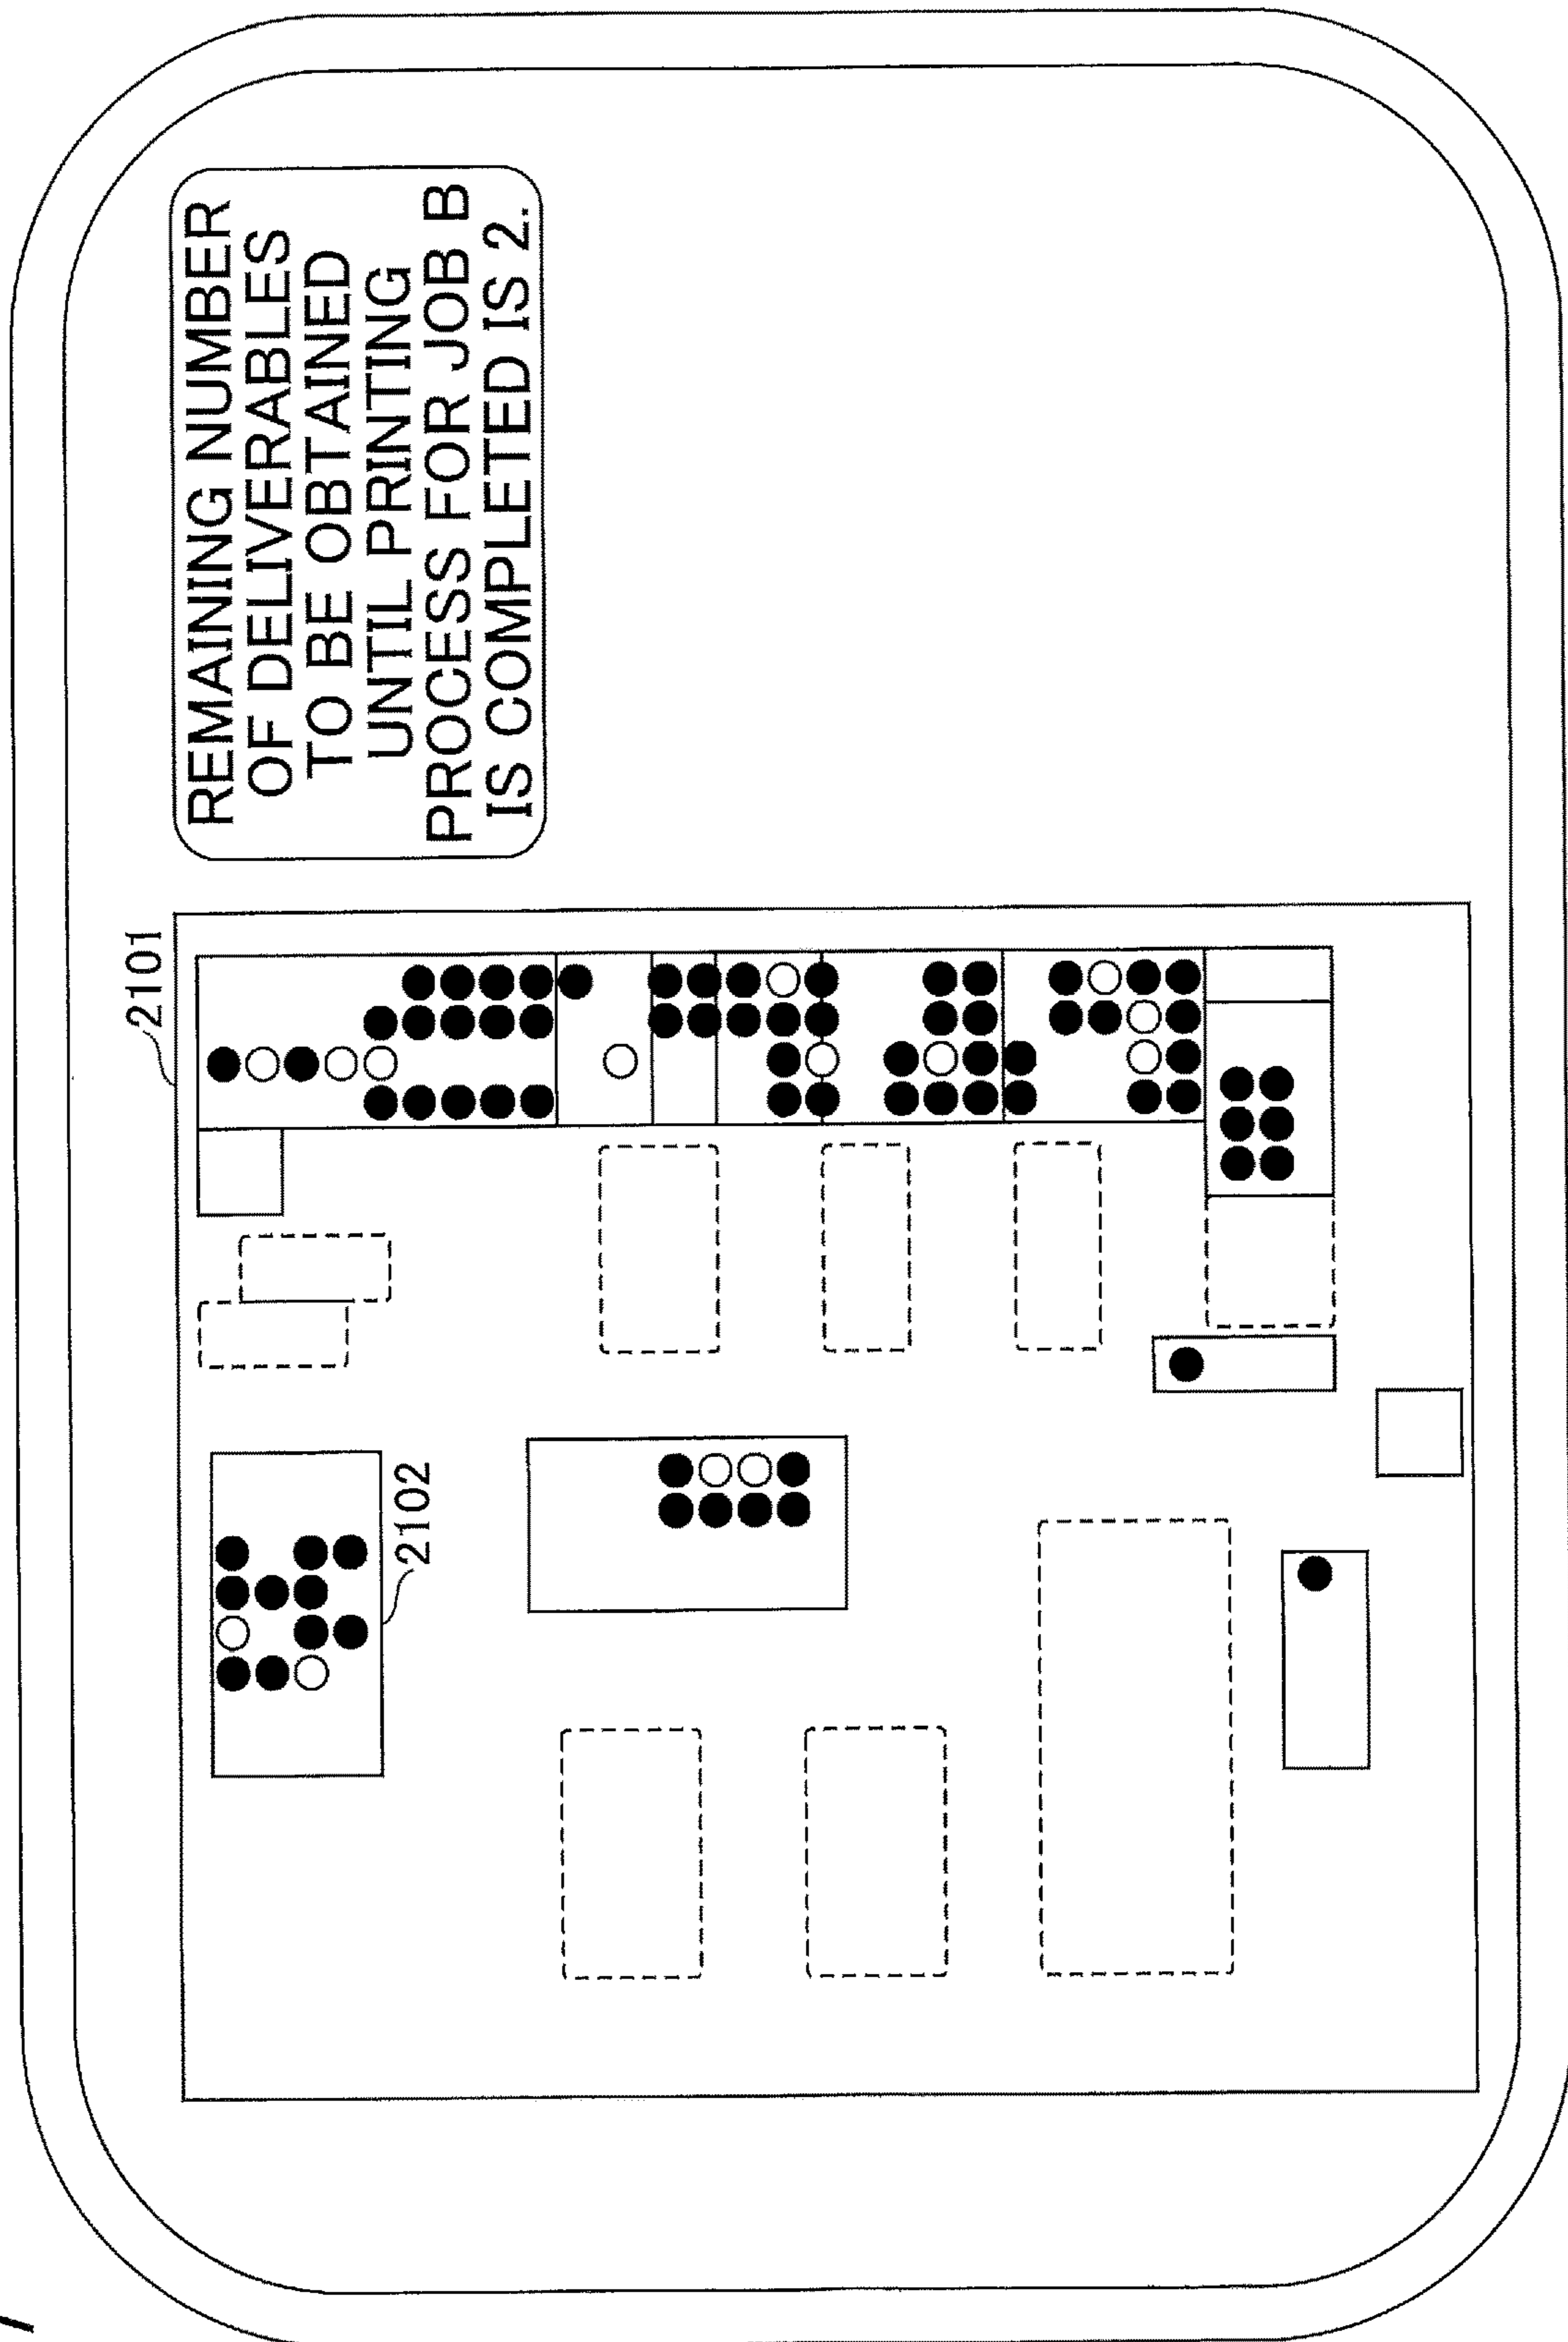 REMAINING NUMBER
OF DELIVERABLES
TO BE OBTAINED
UNTIL PRINTING
PROCESS FOR JOB B
IS COMPLETED IS 2.
2101
2102